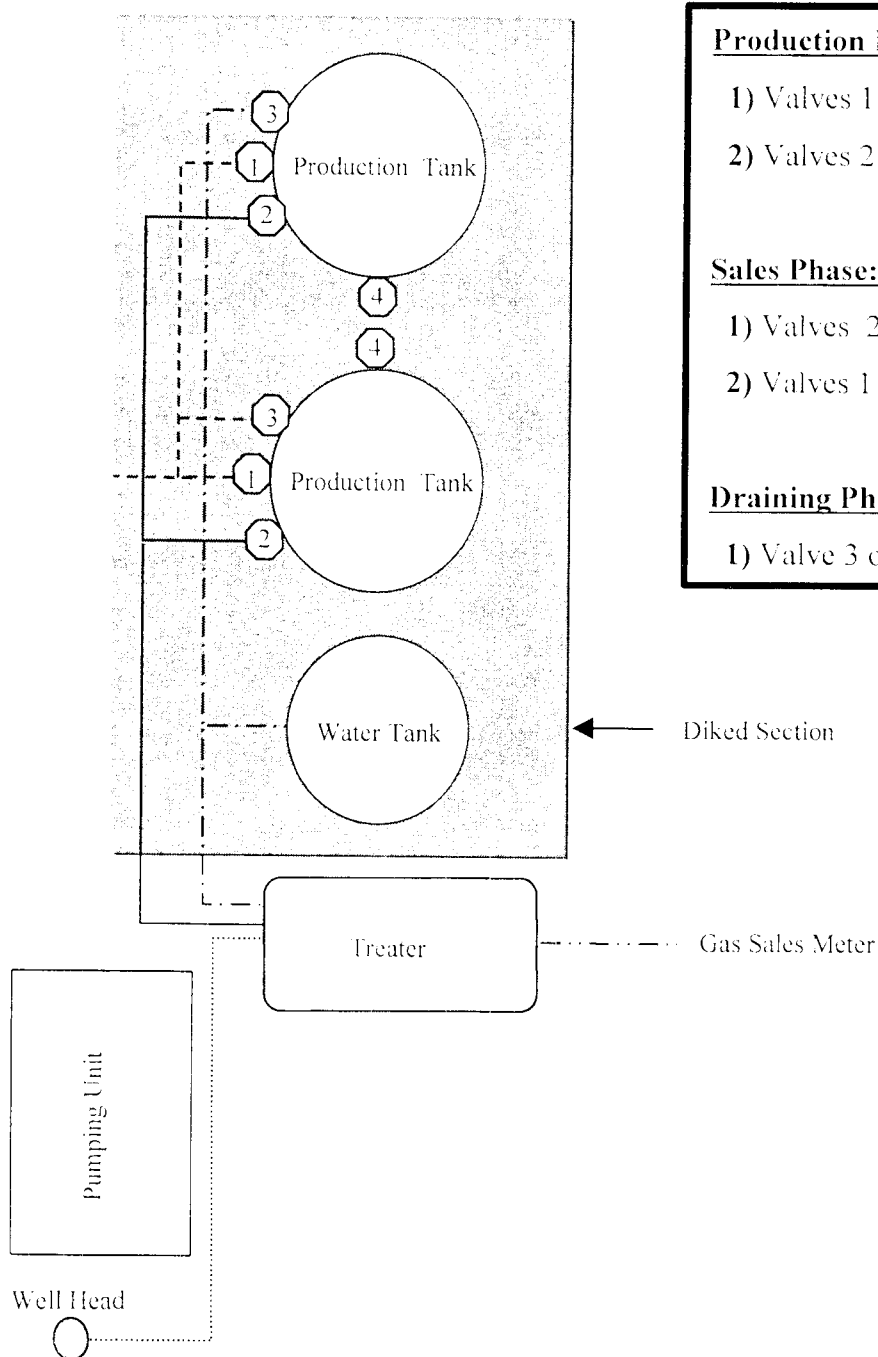 3
1
Production Tank
2
4
4
3
1
Production Tank
2
Water Tank
Production
1) Valves 1
2) Valves 2
Sales Phase:
1) Valves 2
2) Valves 1
Draining Ph
1) Valve 3
Diked Section
Treater
Gas Sales Meter
Pumping Unit
Well Head